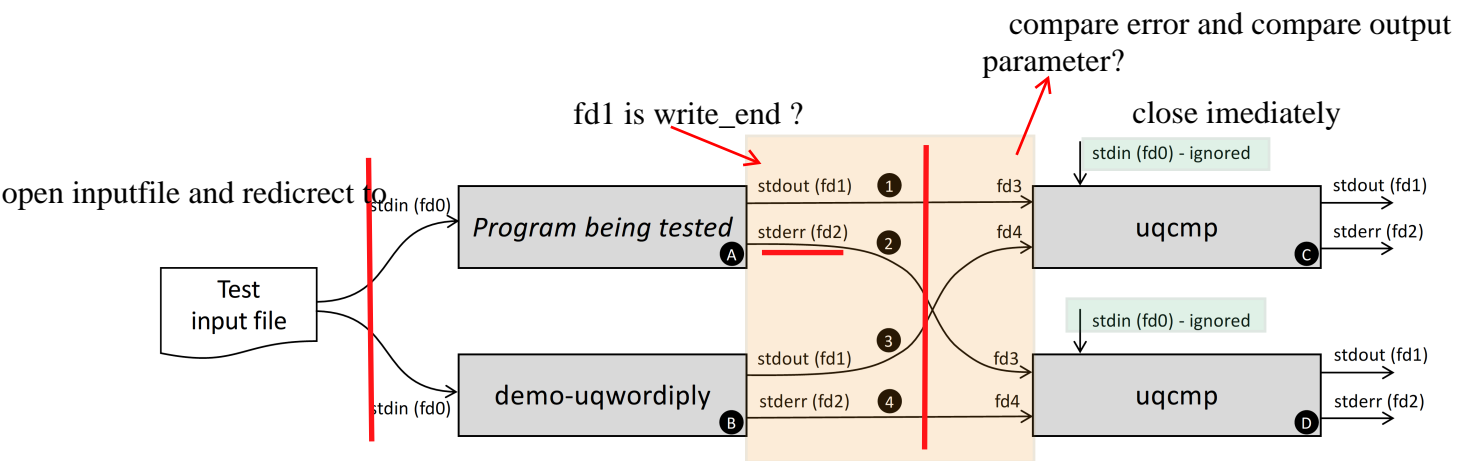 compare error and compare output
parameter?
fd1 is write_end ?
close imediately
stdin (fd0) - ignored
open inputfile and redicrect to
stdin (fd0)
Program being tested
A
stdout (fd1)
1
stderr (fd2)
2
fd3
fd4
uqcmp
C
stdout (fd1)
stderr (fd2)
Test
input file
stdin (fd0)
demo-uqwordiply
B
stdout (fd1)
3
stderr (fd2)
4
stdin (fd0) - ignored
fd3
fd4
uqcmp
D
stdout (fd1)
stderr (fd2)